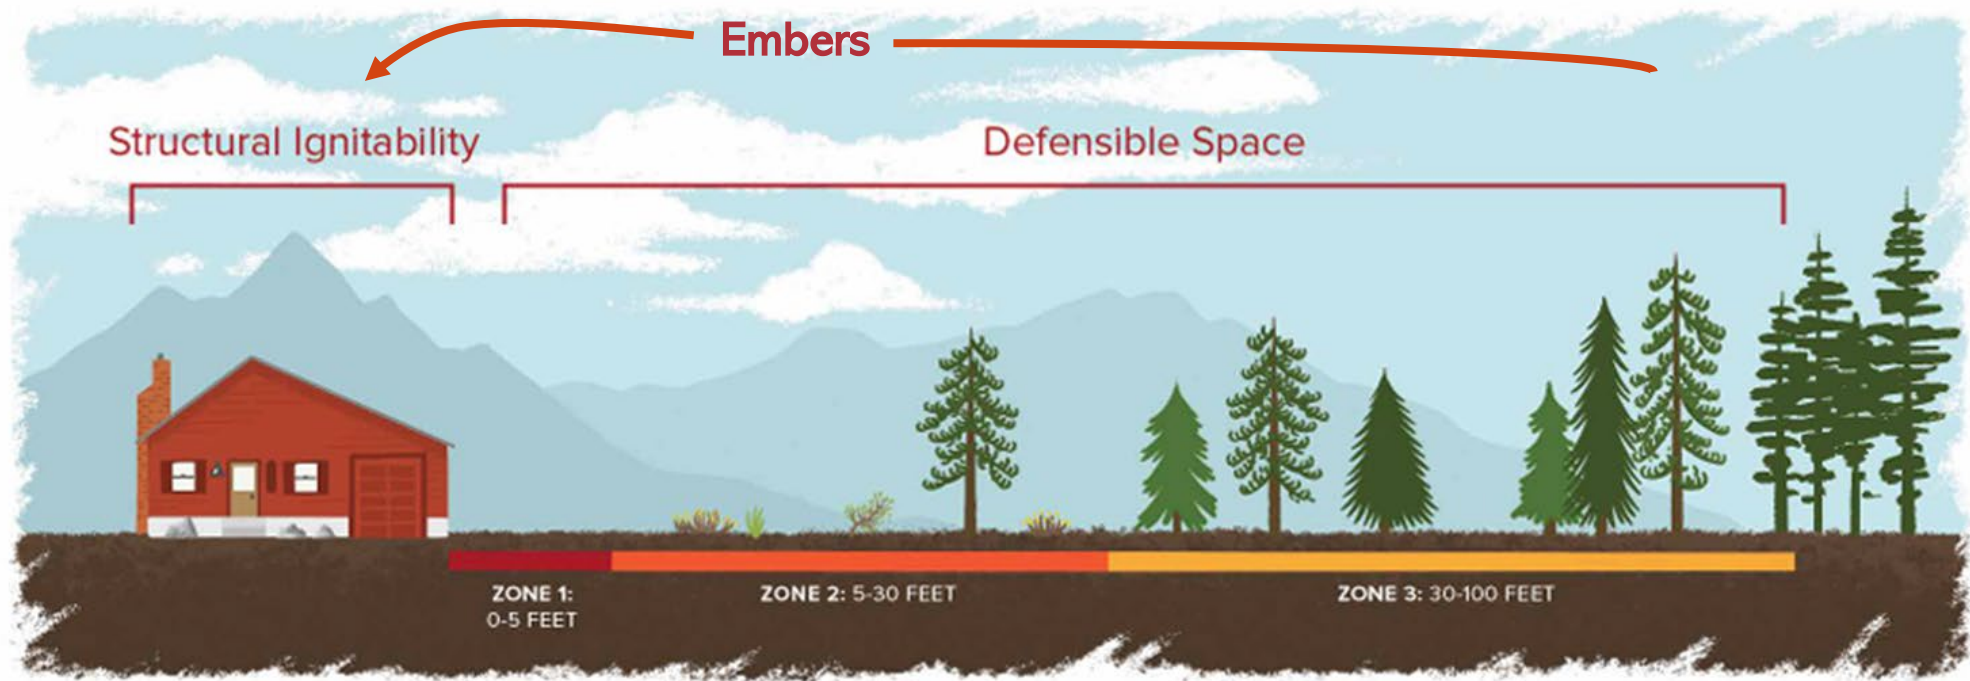 Embers
Structural Ignitability
Defensible Space
ZONE 1:
0-5 FEET
ZONE 2: 5-30 FEET
ZONE 3: 30-100 FEET